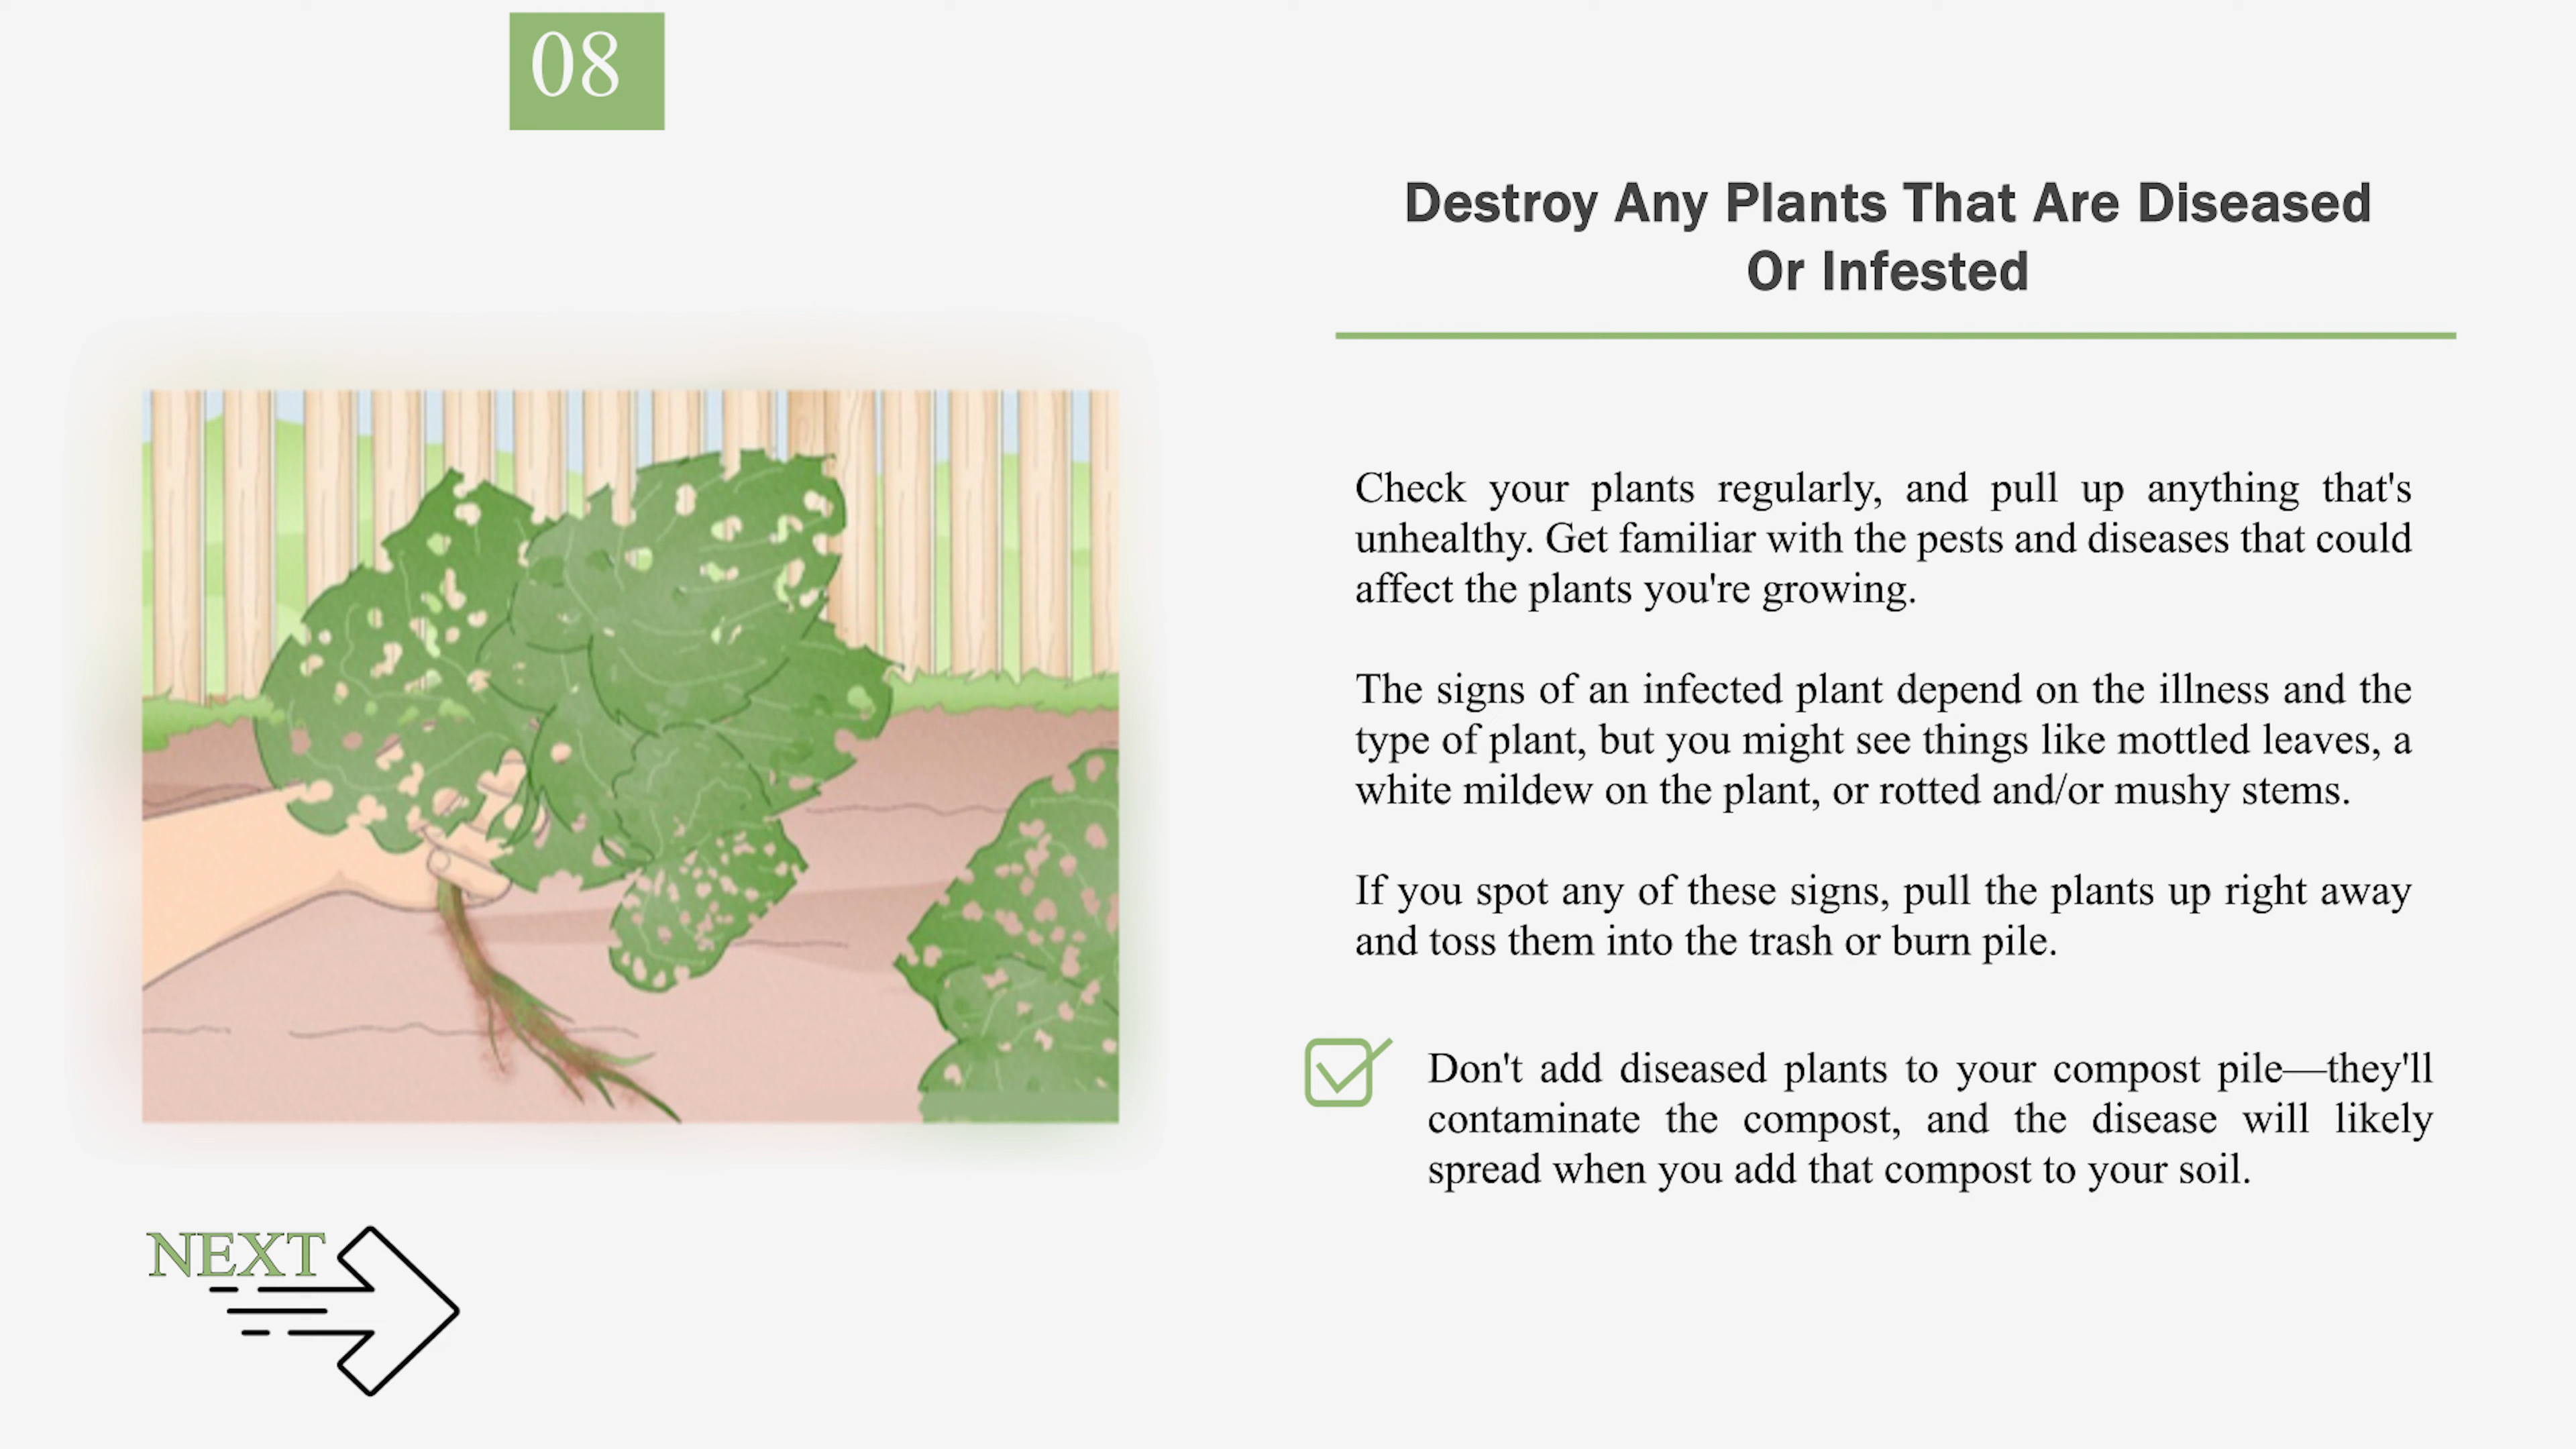 08
Destroy Any Plants That Are Diseased
Or Infested
Check your plants regularly, and pull up anything that's
unhealthy. Get familiar with the pests and diseases that could
affect the plants you're growing.
The signs of an infected plant depend on the illness and the
type of plant, but you might see things like mottled leaves, a
white mildew on the plant, or rotted and/or mushy stems.
If you spot any of these signs, pull the plants up right away
and toss them into the trash or burn pile.
Don't add diseased plants to your compost pile—they'll
contaminate the compost, and the disease will likely
spread when you add that compost to your soil.
NEXT